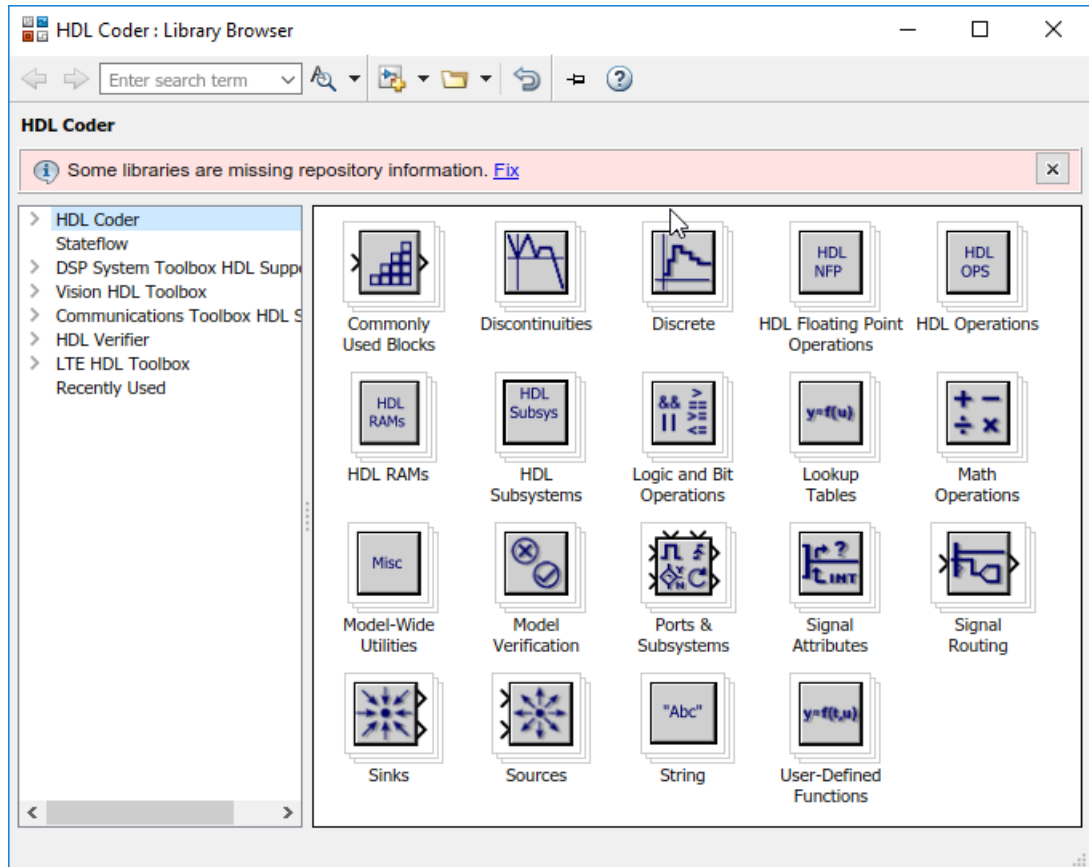 HDL Coder : Library Browser
Enter search term
HDL Coder
Some libraries are missing repository information. Fix
HDL Coder
Stateflow
DSP System Toolbox HDL Suppo
Vision HDL Toolbox
Communications Toolbox HDL S
HDL Verifier
LTE HDL Toolbox
Recently Used
HDL
NFP
HDL
OPS
Commonly
Used Blocks
Discontinuities
Discrete
HDL Floating Point
Operations
HDL Operations
HDL
RAMs
HDL
Subsys
&& > ==
|| >= <=
y=f(u)
+ −
÷ ×
HDL RAMs
HDL
Subsystems
Logic and Bit
Operations
Lookup
Tables
Math
Operations
Misc
Y
N
?
INT
Model-Wide
Utilities
Model
Verification
Ports &
Subsystems
Signal
Attributes
Signal
Routing
"Abc"
y=f(t,u)
Sinks
Sources
String
User-Defined
Functions